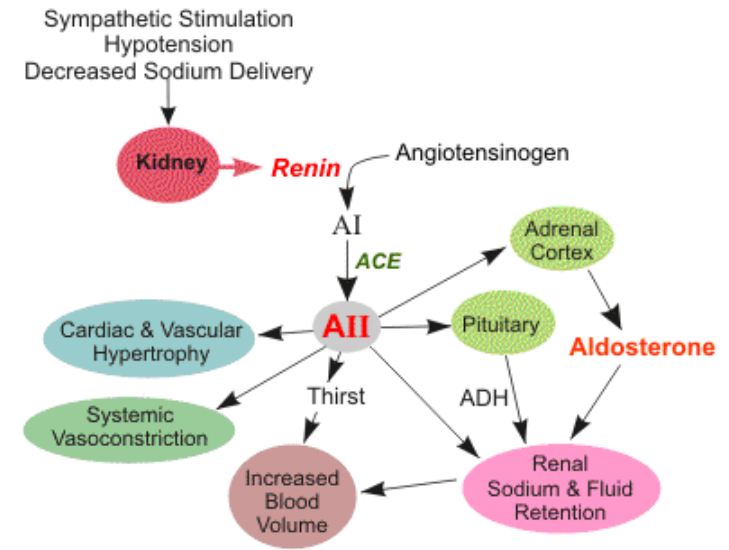 Sympathetic Stimulation
Hypotension
Decreased Sodium Delivery
Kidney
Renin
Angiotensinogen
AI
ACE
Adrenal
Cortex
AII
Pituitary
Aldosterone
Cardiac & Vascular
Hypertrophy
Thirst
ADH
Systemic
Vasoconstriction
Increased
Blood
Volume
Renal
Sodium & Fluid
Retention